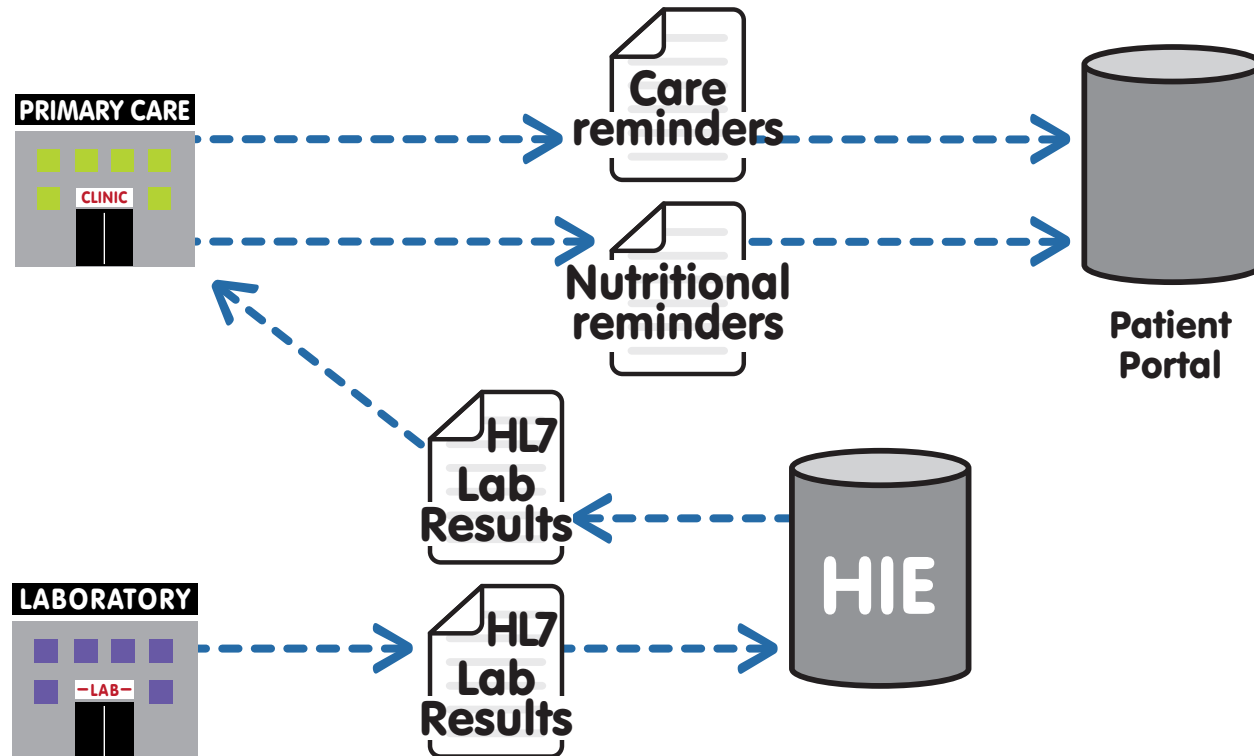 Care
reminders
PRIMARY CARE
CLINIC
Nutritional
reminders
Patient
Portal
HL7
Lab
Results
HIE
LABORATORY
HL7
-LAB-
Lab
Results